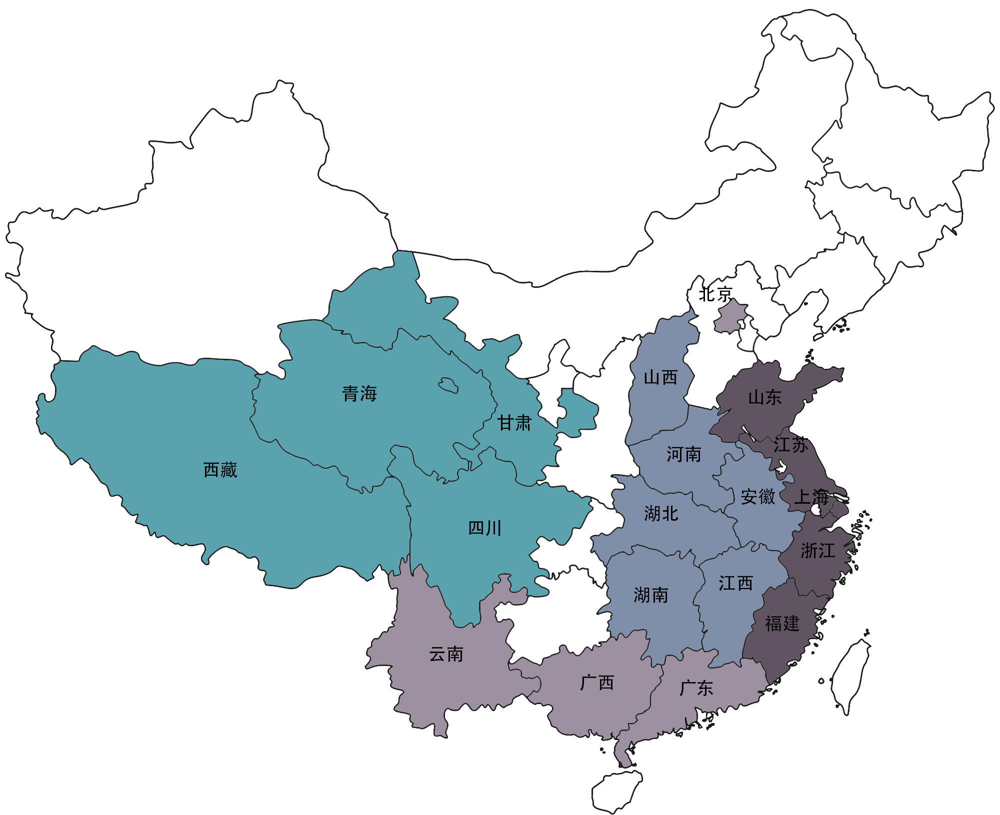 北京
山西
青海
山东
甘肃
江苏
河南
西藏
安徽
上海
湖北
四川
浙江
江西
湖南
福建
云南
广西
广东